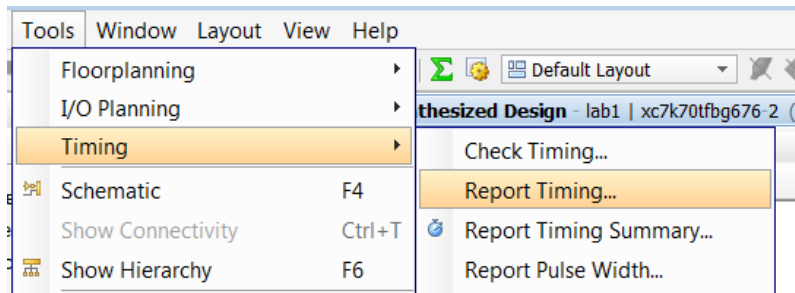 Tools Window Layout View Help
Floorplanning
Default Layout
I/O Planning
thesized Design - lab1 | xc7k70tfbg676-2 (
Timing
Check Timing...
Report Timing...
Schematic F4
Show Connectivity Ctrl+T
Report Timing Summary...
Show Hierarchy F6
Report Pulse Width...